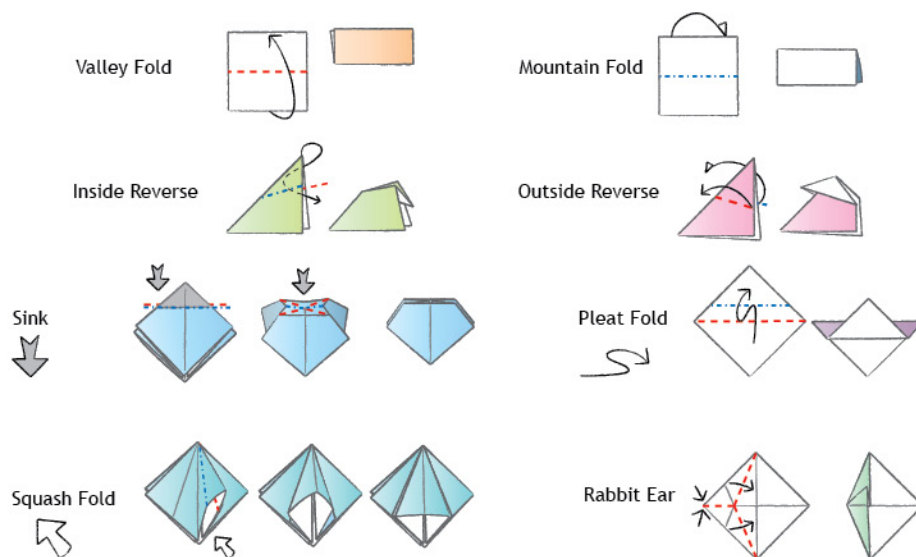 Valley Fold
Mountain Fold
Inside Reverse
Outside Reverse
Sink
Pleat Fold
Squash Fold
Rabbit Ear